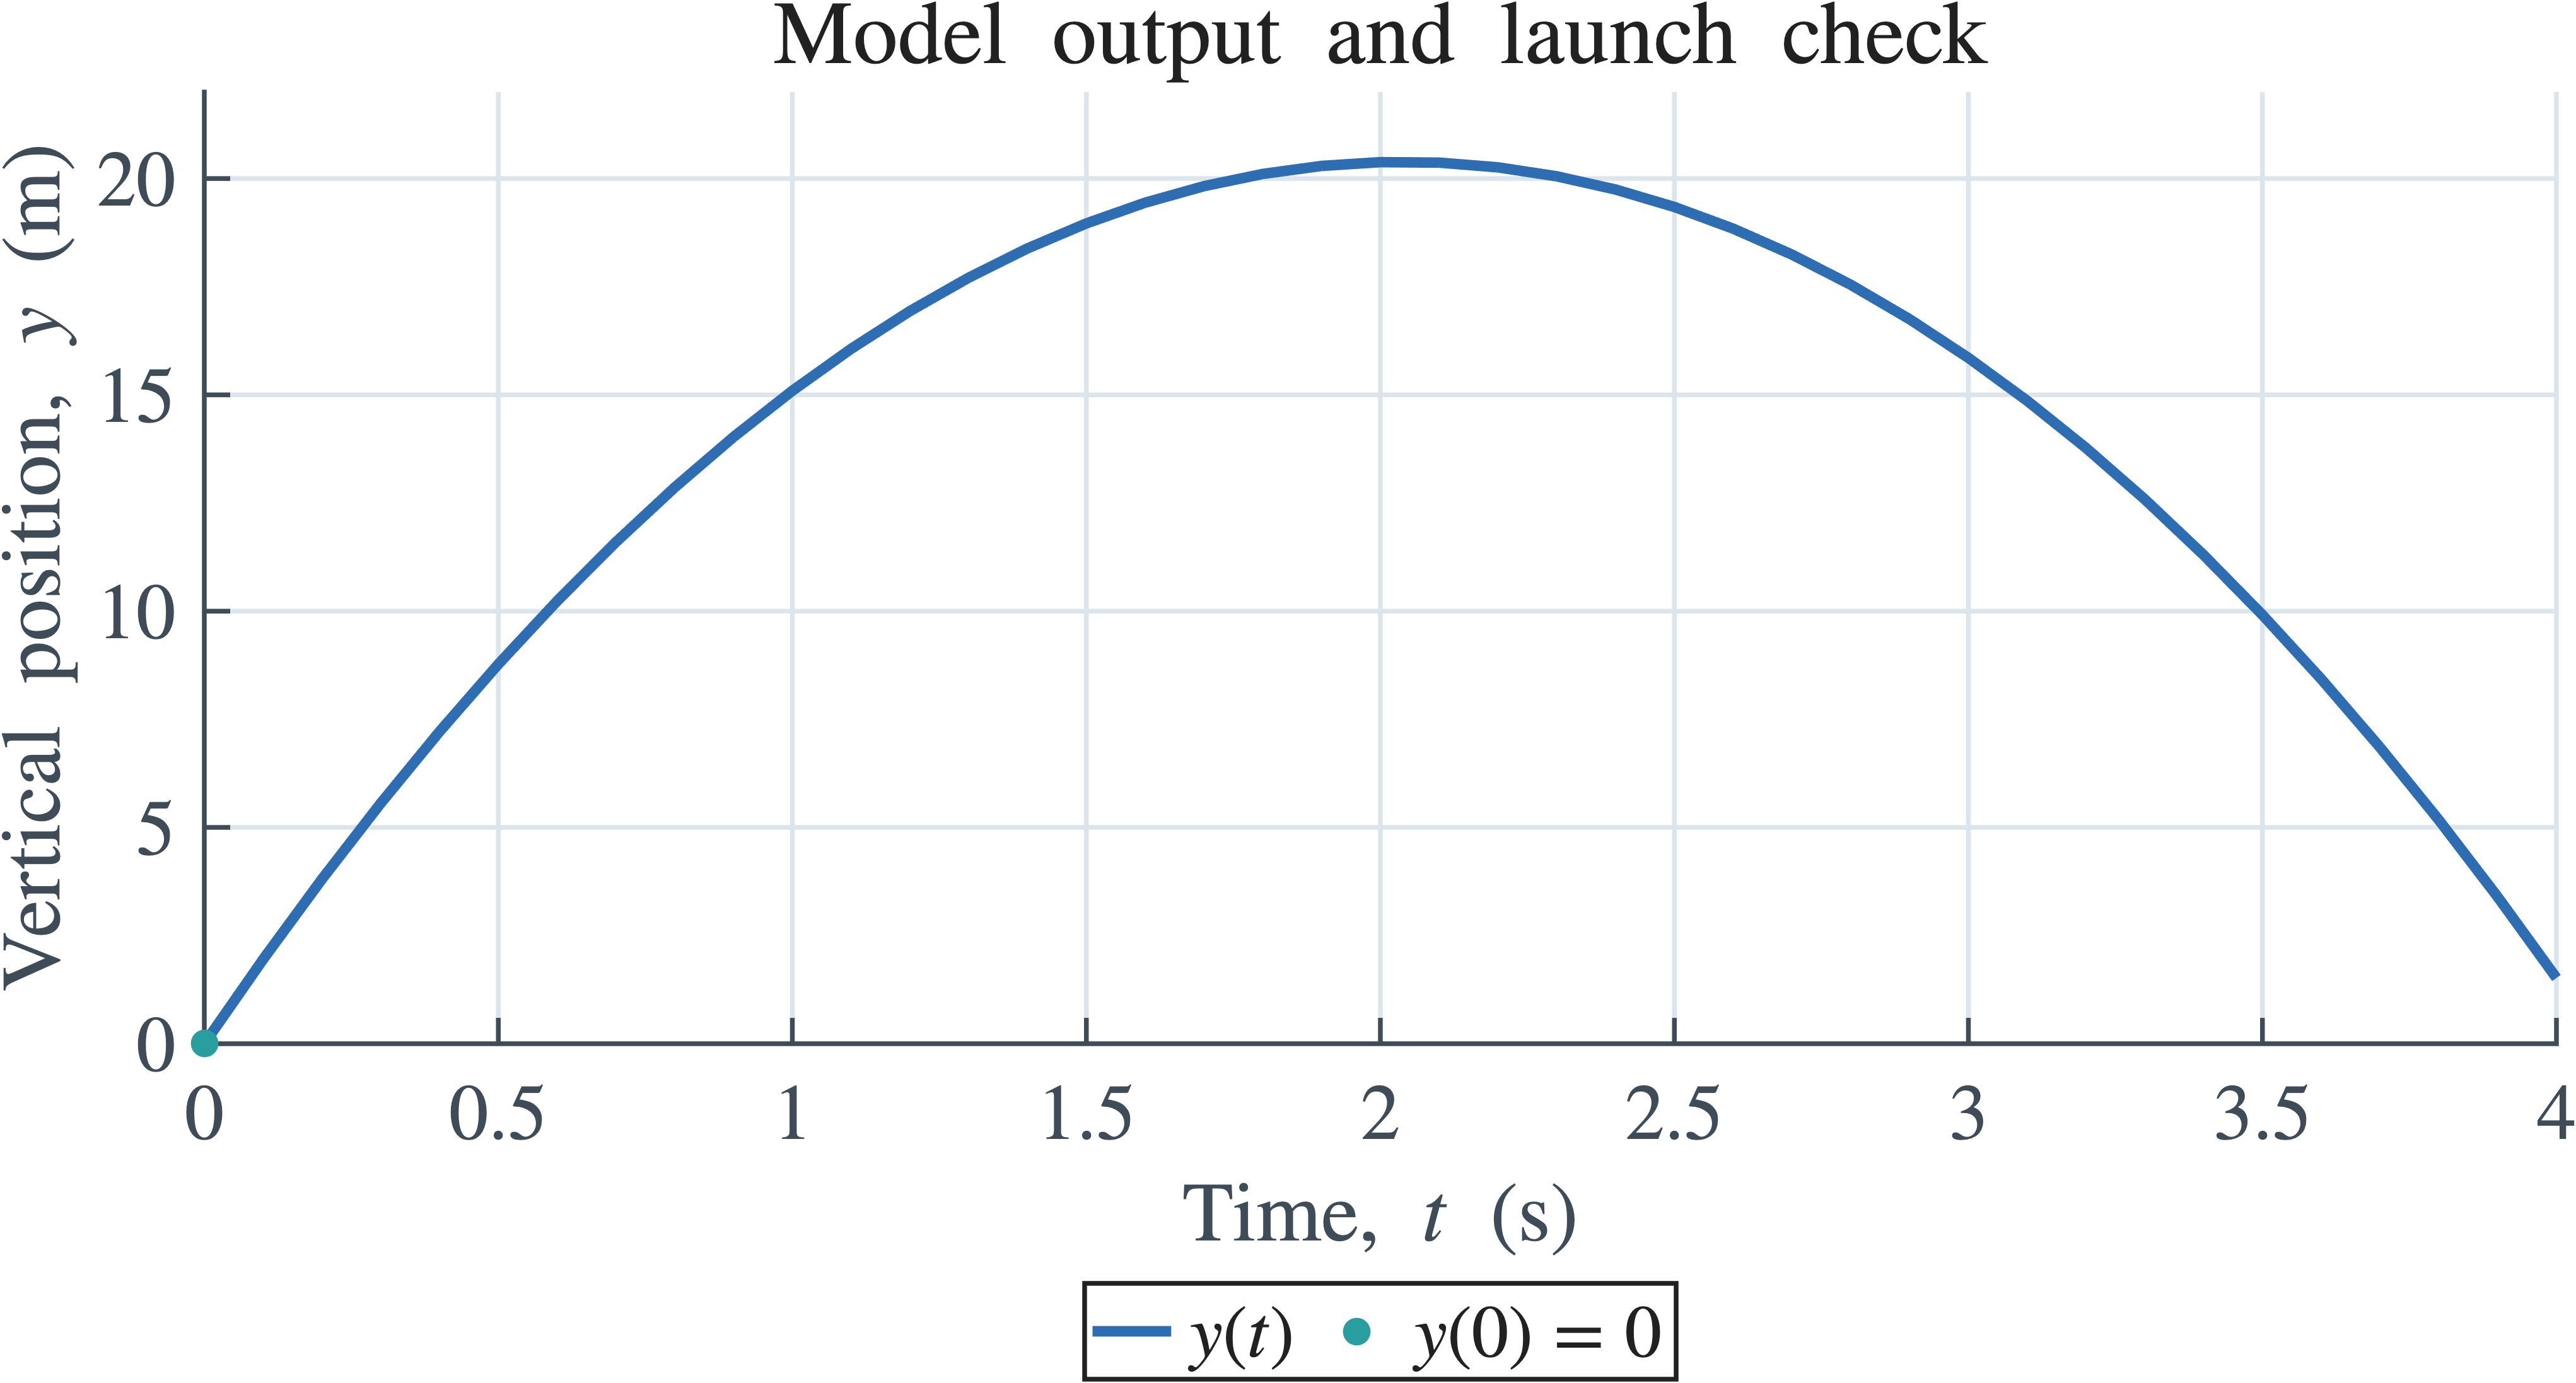 Model output and launch check
Vertical position, y (m)
20
15
10
5
0
0 0.5 1 1.5 2 2.5 3 3.5 4
Time, t (s)
y(t) y(0) = 0